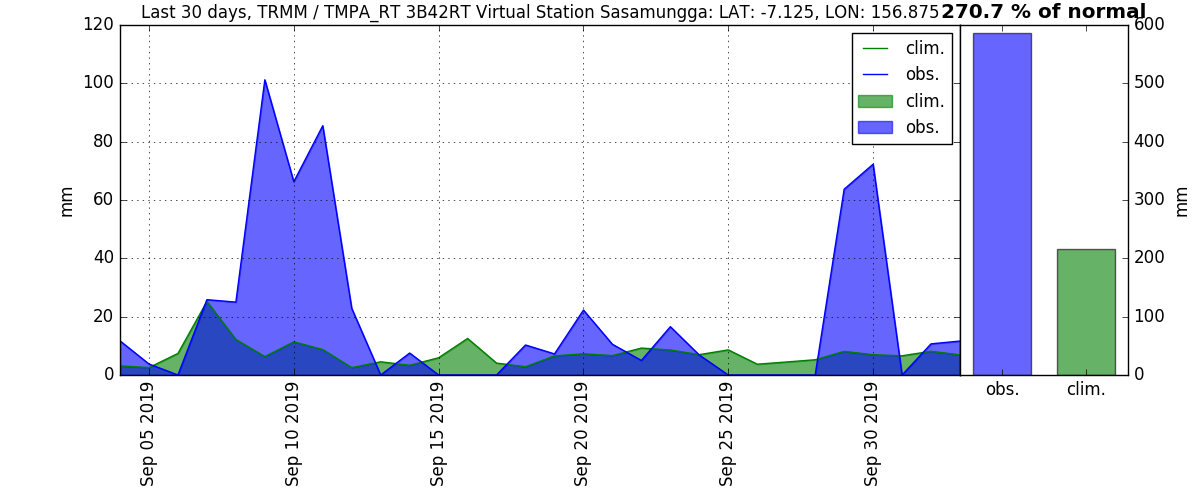 Last 30 days, TRMM / TMPA_RT 3B42RT Virtual Station Sasamungga: LAT: -7.125, LON: 156.875
270.7 % of normal
120
100
80
60
40
20
0
mm
clim.
obs.
clim.
obs.
Sep 05 2019
Sep 10 2019
Sep 15 2019
Sep 20 2019
Sep 25 2019
Sep 30 2019
600
500
400
300
200
100
0
mm
obs.
clim.